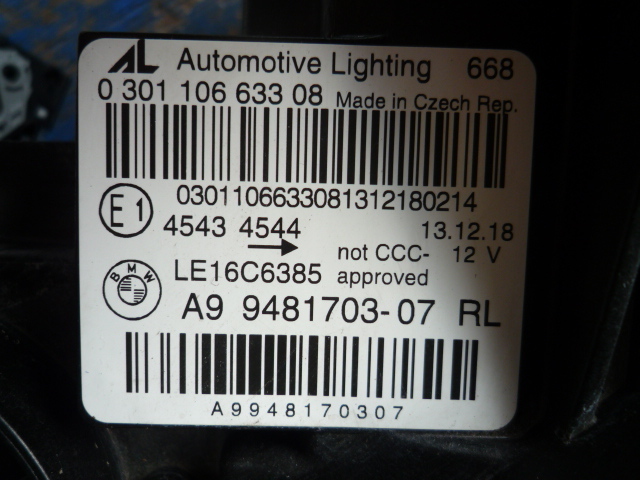 AL Automotive Lighting 668
0 301 106 633 08 Made in Czech Rep.
0301106633081312180214
E1 4543 4544 13.12.18
not CCC- 12 V
BMW LE16C6385 approved
A9 9481703-07 RL
A9948170307